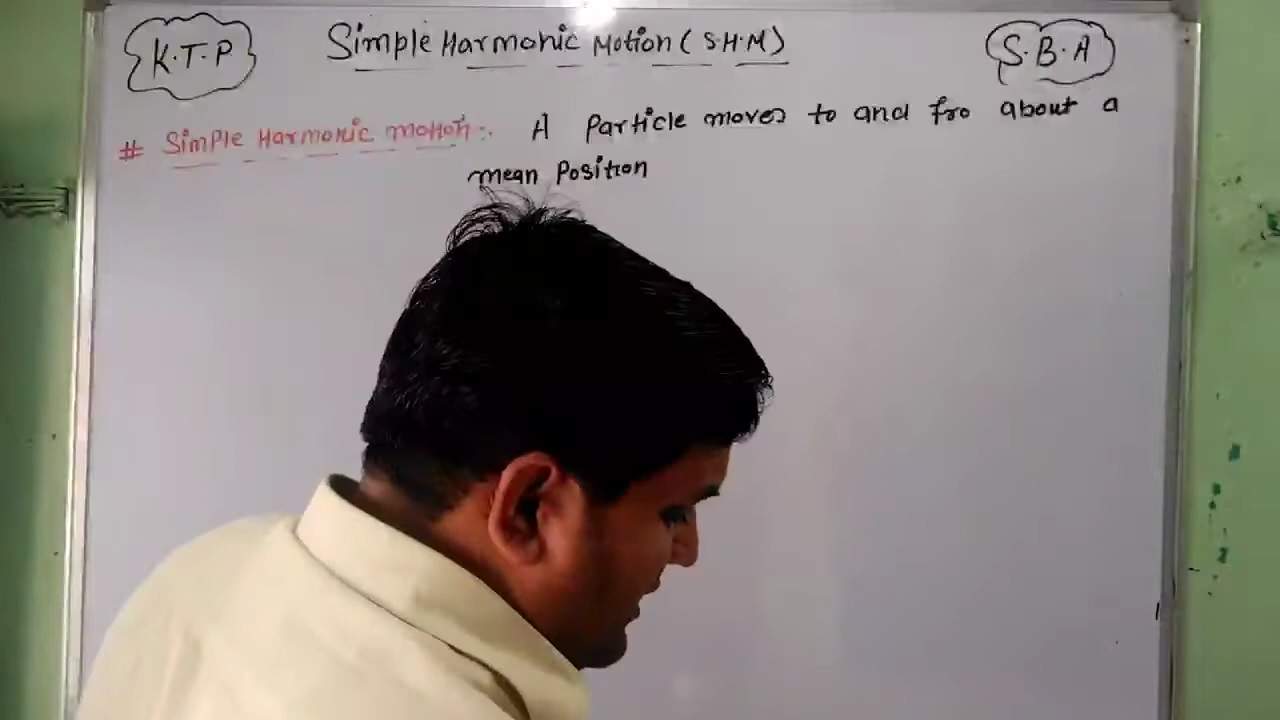 K.T.P
Simple Harmonic Motion (S.H.M)
S.B.A
# Simple Harmonic motion:. A Particle moves to and fro about a
mean Position